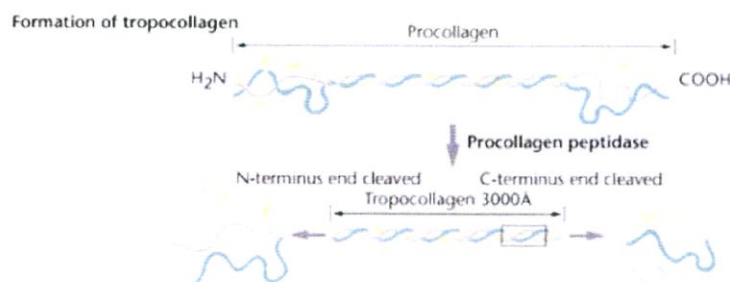 Formation of tropocollagen
Procollagen
H₂N
COOH
Procollagen peptidase
N-terminus end cleaved
C-terminus end cleaved
Tropocollagen 3000Å